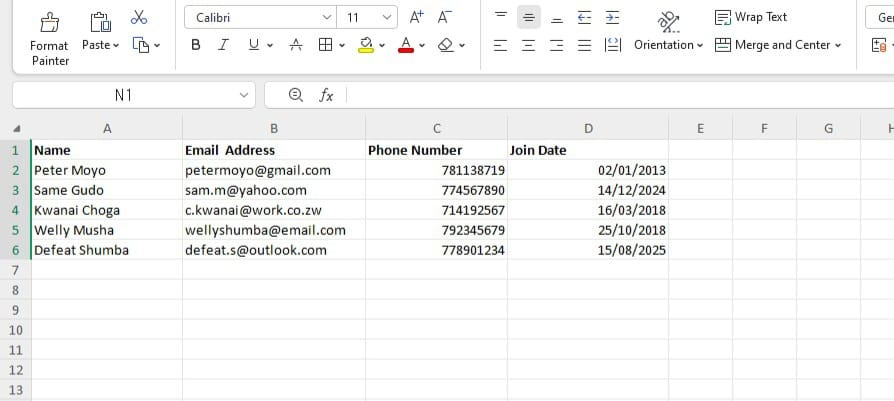 Calibri 11 A+ A- Wrap Text Ge
Format Painter Paste B I U A A Orientation Merge and Center
N1 fx
A B C D E F G H
1 Name Email Address Phone Number Join Date
2 Peter Moyo petermoyo@gmail.com 781138719 02/01/2013
3 Same Gudo sam.m@yahoo.com 774567890 14/12/2024
4 Kwanai Choga c.kwanai@work.co.zw 714192567 16/03/2018
5 Welly Musha wellyshumba@email.com 792345679 25/10/2018
6 Defeat Shumba defeat.s@outlook.com 778901234 15/08/2025
7
8
9
10
11
12
13